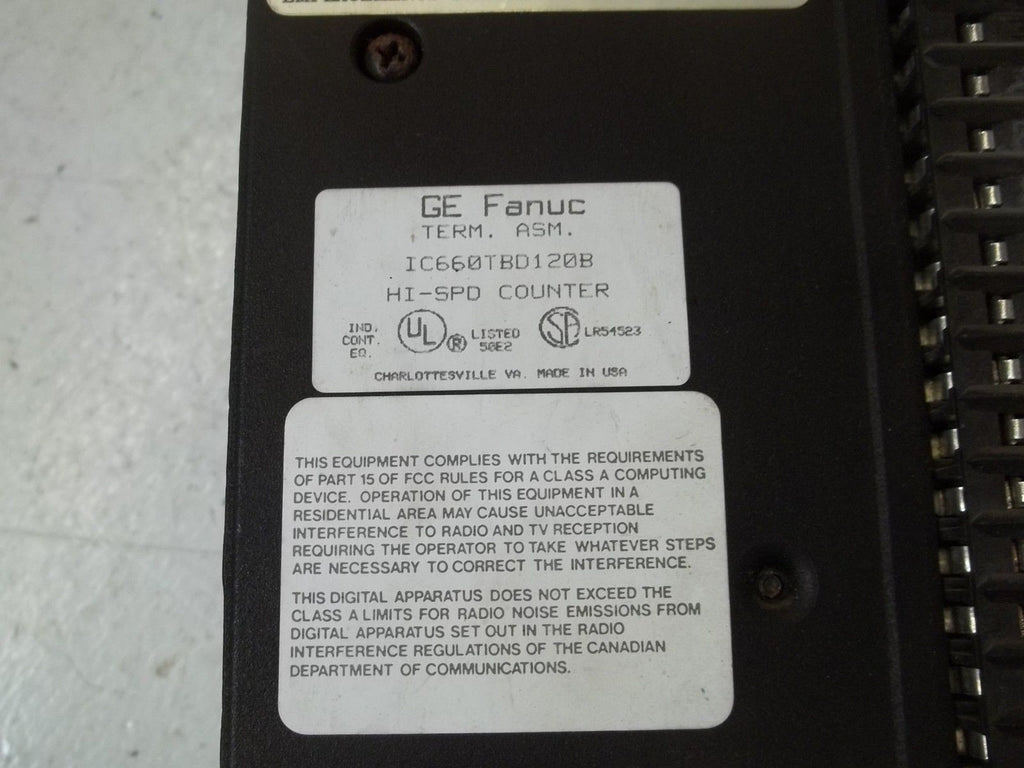 GE Fanuc
TERM. ASM.
IC660TBD120B
HI-SPD COUNTER
IND. CONT. EQ.
UL ® LISTED 50E2
SA LR54523
CHARLOTTESVILLE VA. MADE IN USA
THIS EQUIPMENT COMPLIES WITH THE REQUIREMENTS
OF PART 15 OF FCC RULES FOR A CLASS A COMPUTING
DEVICE. OPERATION OF THIS EQUIPMENT IN A
RESIDENTIAL AREA MAY CAUSE UNACCEPTABLE
INTERFERENCE TO RADIO AND TV RECEPTION
REQUIRING THE OPERATOR TO TAKE WHATEVER STEPS
ARE NECESSARY TO CORRECT THE INTERFERENCE.
THIS DIGITAL APPARATUS DOES NOT EXCEED THE
CLASS A LIMITS FOR RADIO NOISE EMISSIONS FROM
DIGITAL APPARATUS SET OUT IN THE RADIO
INTERFERENCE REGULATIONS OF THE CANADIAN
DEPARTMENT OF COMMUNICATIONS.